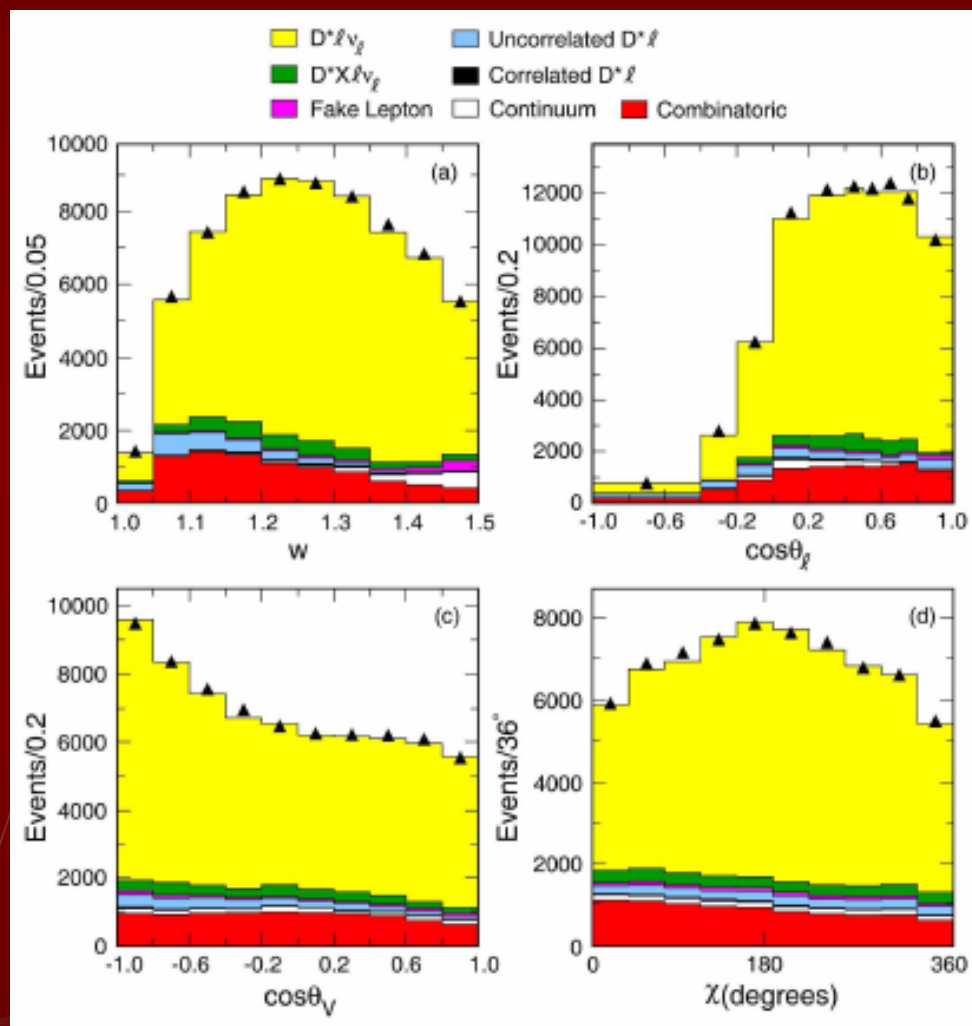 D*ℓνℓ Uncorrelated D*ℓ
D*Xℓνℓ Correlated D*ℓ
Fake Lepton Continuum Combinatoric
(a)
Events/0.05
10000
8000
6000
4000
2000
0
1.0 1.1 1.2 1.3 1.4 1.5
w
(b)
Events/0.2
12000
10000
8000
6000
4000
2000
0
-1.0 -0.6 -0.2 0.2 0.6 1.0
cosθℓ
(c)
Events/0.2
10000
8000
6000
4000
2000
0
-1.0 -0.6 -0.2 0.2 0.6 1.0
cosθV
(d)
Events/36°
8000
6000
4000
2000
0
0 180 360
χ(degrees)